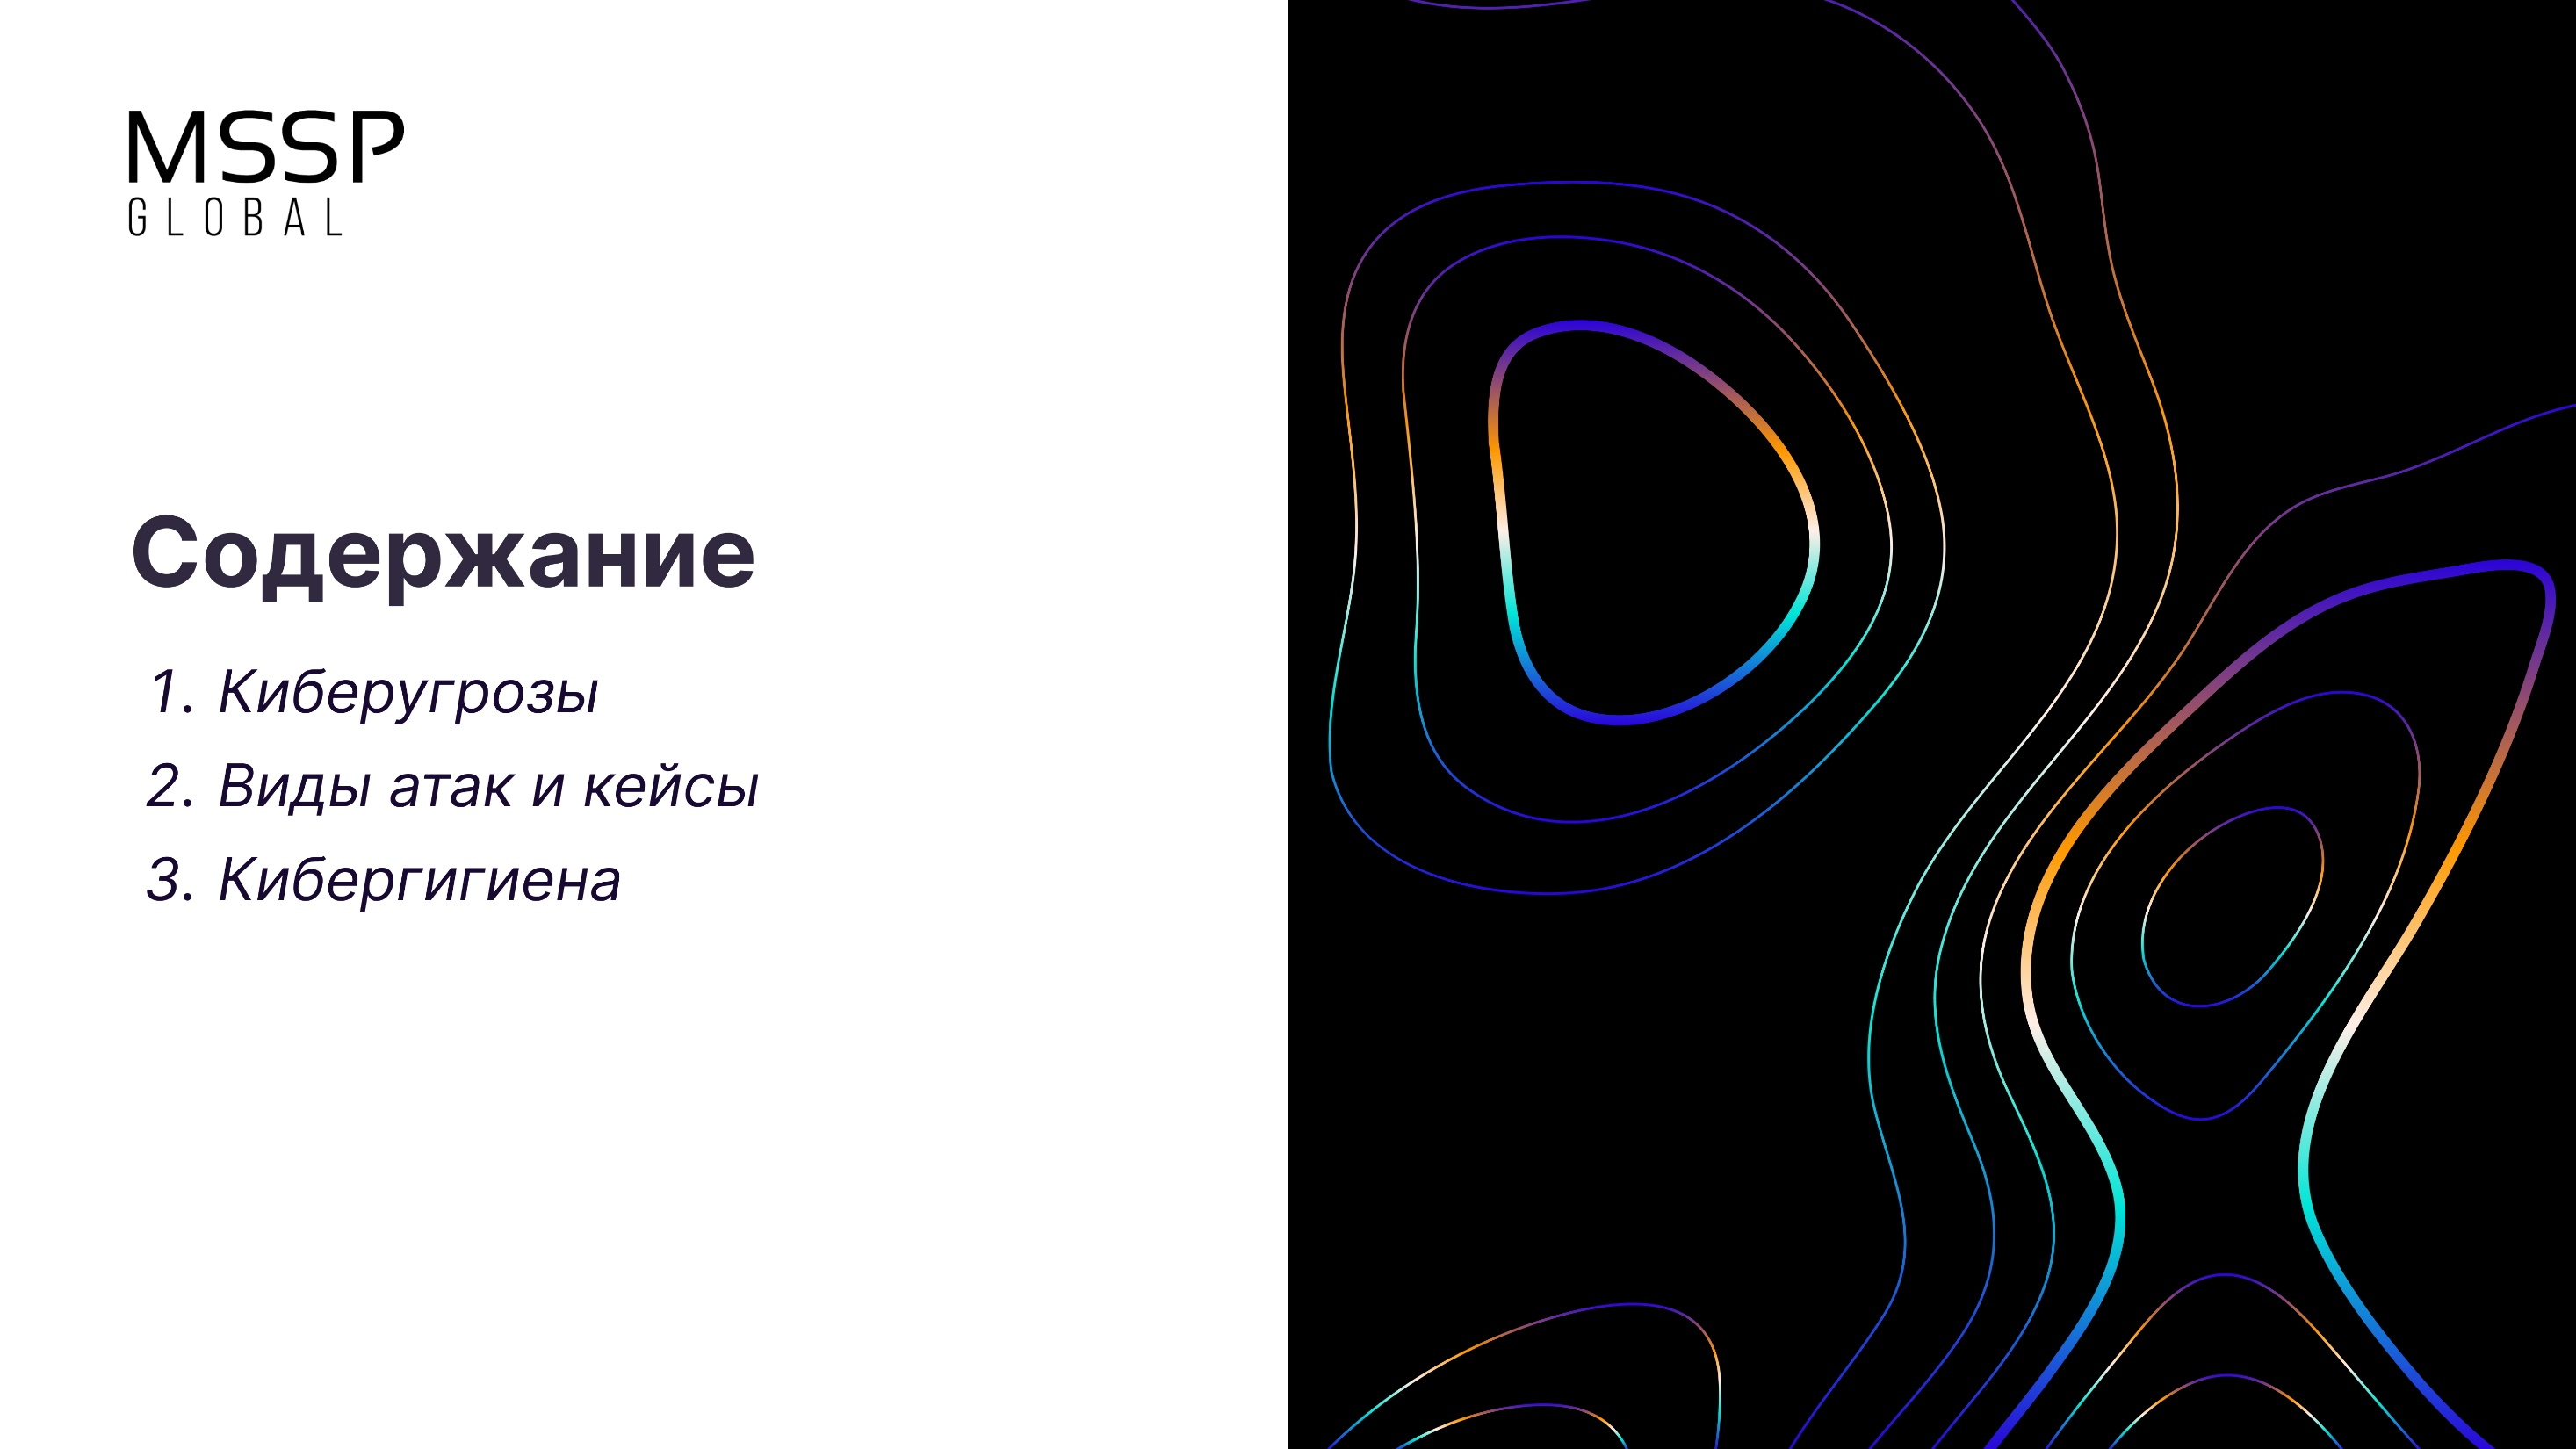 MSSP
GLOBAL
Содержание
1. Киберугрозы
2. Виды атак и кейсы
3. Кибергигиена